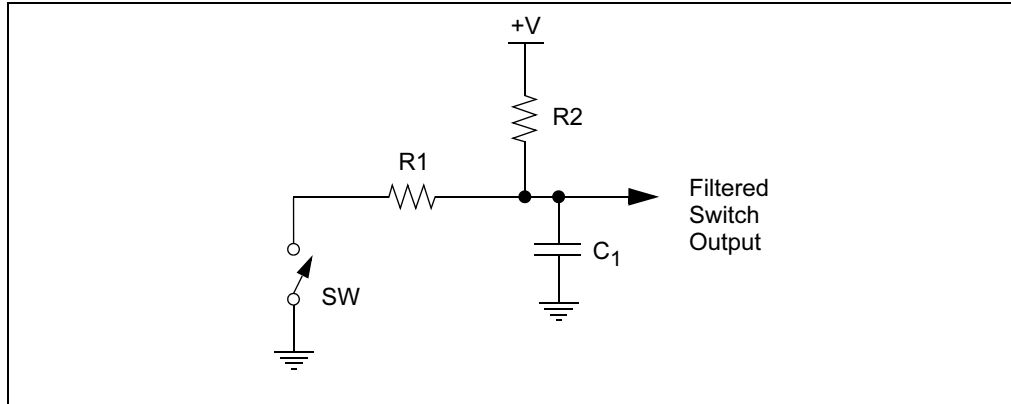 +V
R2
R1
Filtered
Switch
Output
C1
SW